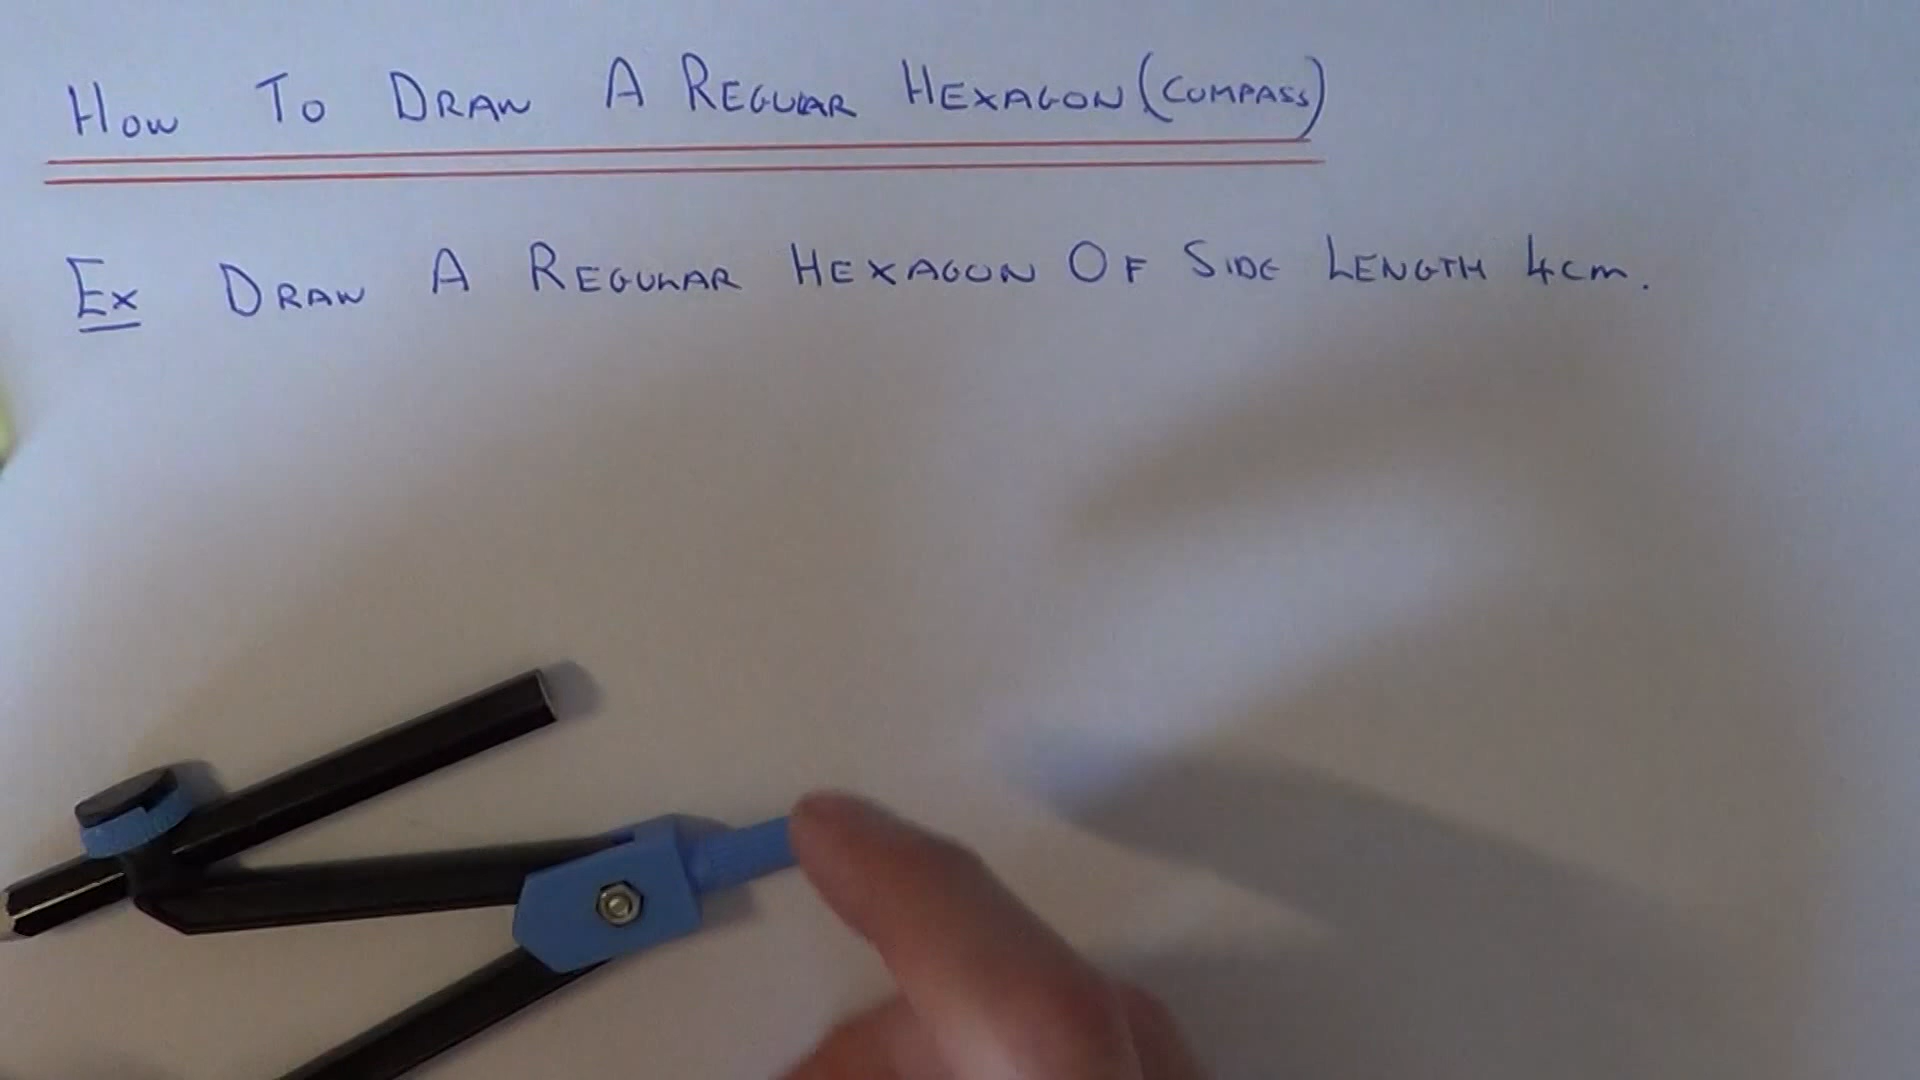 How To DRAW A REGULAR HEXAGON (COMPASS)
Ex DRAW A REGULAR HEXAGON OF SIDE LENGTH 4cm.